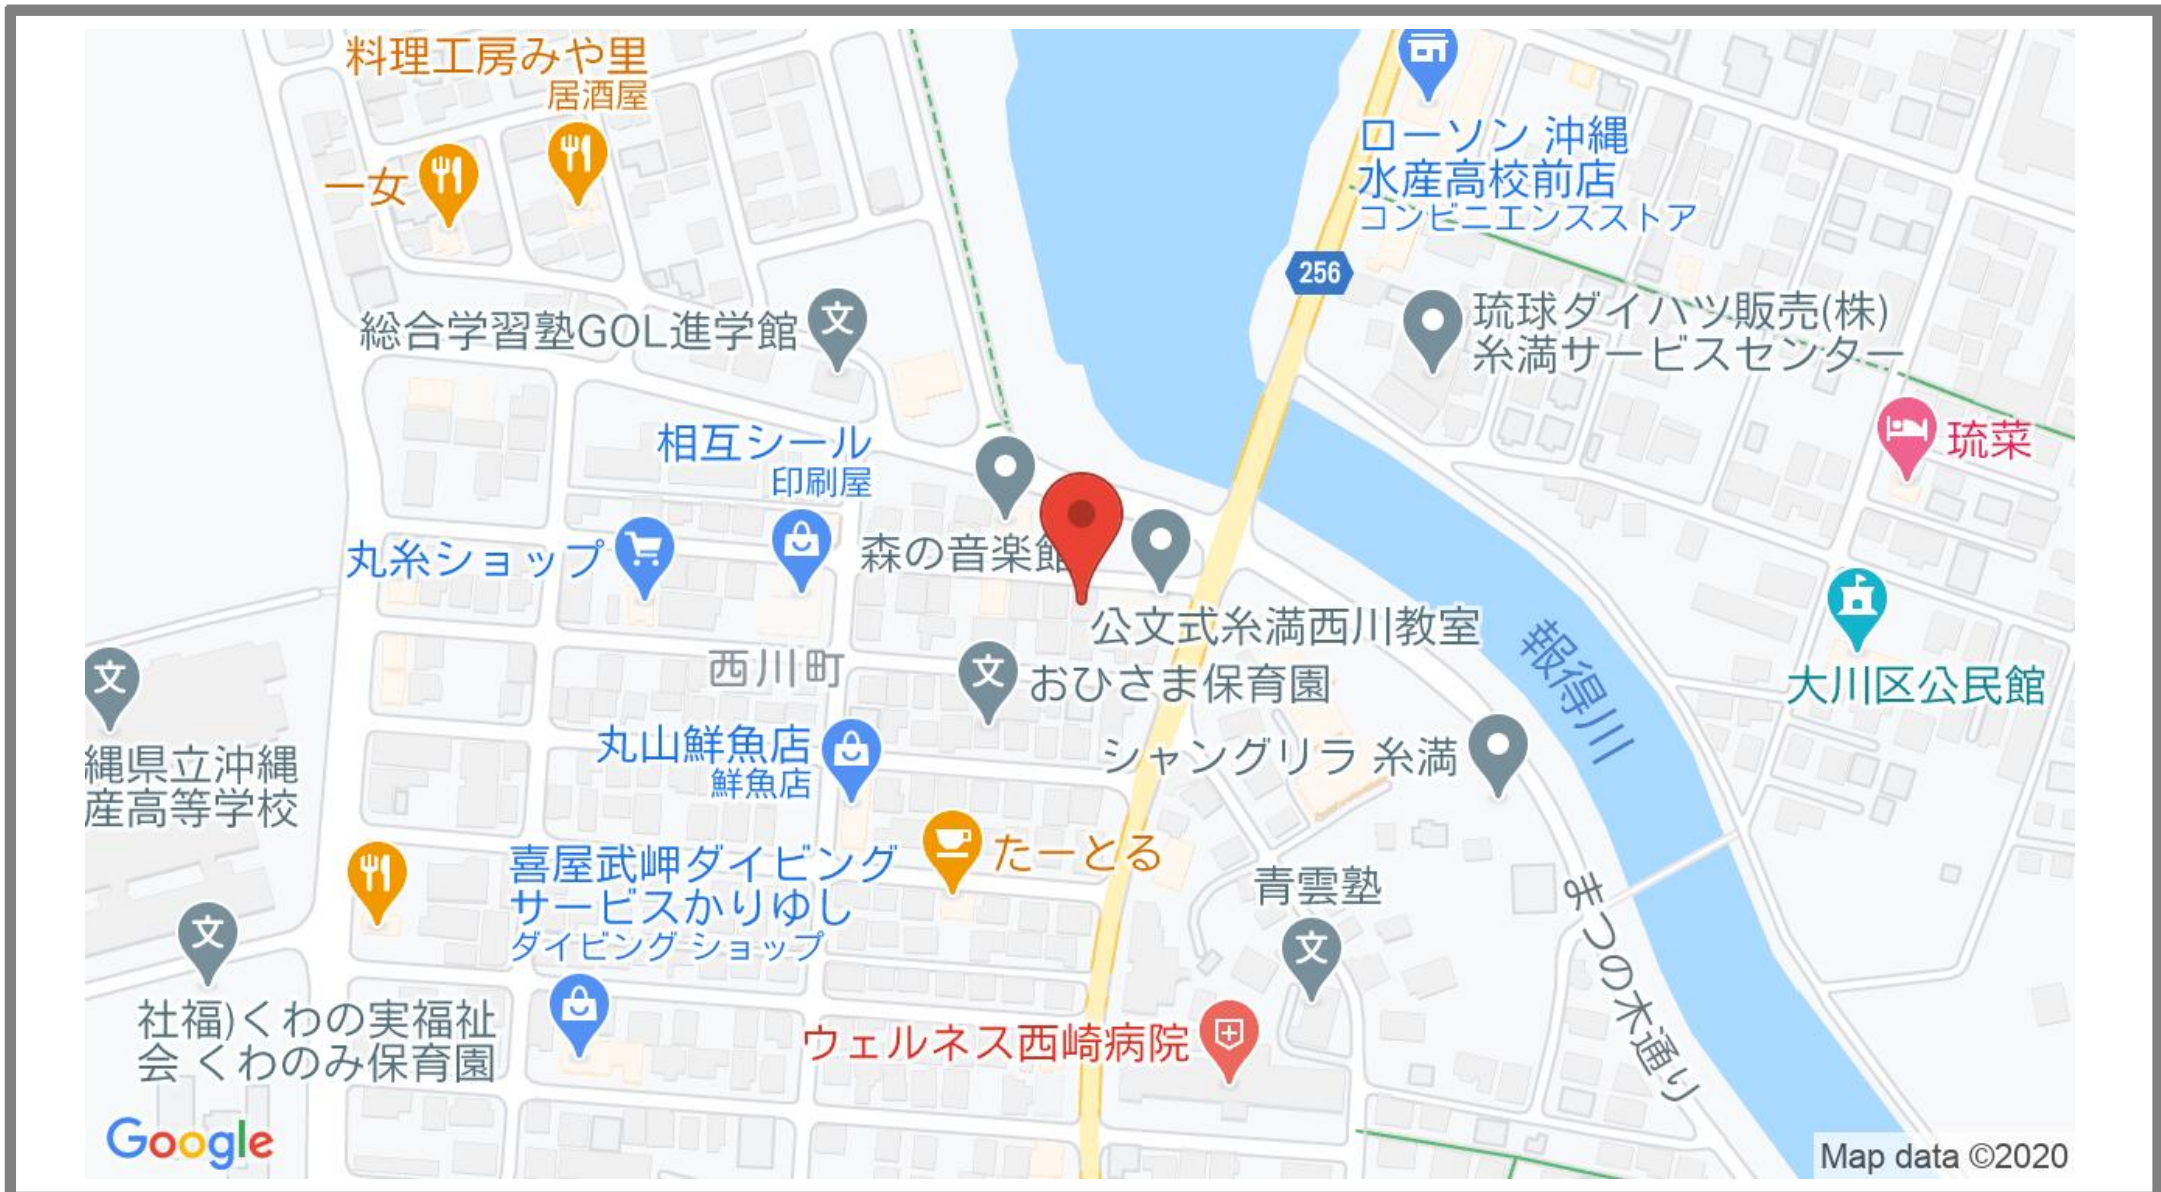 料理工房みや里
居酒屋
一女
ローソン 沖縄
水産高校前店
コンビニエンスストア
256
総合学習塾GOL進学館
文
琉球ダイハツ販売(株)
糸満サービスセンター
相互シール
印刷屋
琉菜
丸糸ショップ
森の音楽館
公文式糸満西川教室
西川町
文
おひさま保育園
報得川
大川区公民館
文
縄県立沖縄
産高等学校
丸山鮮魚店
鮮魚店
シャングリラ 糸満
たーとる
喜屋武岬ダイビング
サービスかりゆし
ダイビング ショップ
青雲塾
文
まつの木通り
文
社福)くわの実福祉
会 くわのみ保育園
ウェルネス西崎病院
Google
Map data ©2020